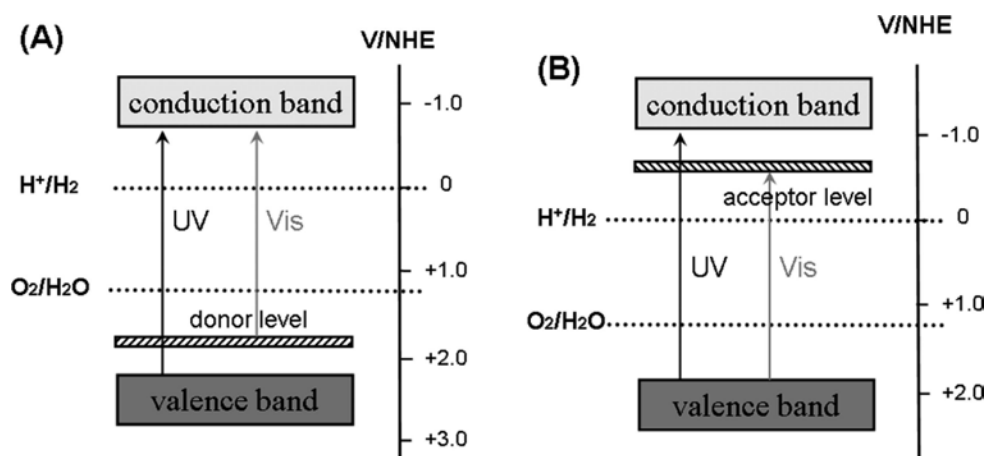 (A)
V/NHE
conduction band
-1.0
H⁺/H₂
0
UV
Vis
+1.0
O₂/H₂O
donor level
+2.0
valence band
+3.0
(B)
V/NHE
conduction band
-1.0
acceptor level
H⁺/H₂
0
UV
Vis
+1.0
O₂/H₂O
valence band
+2.0